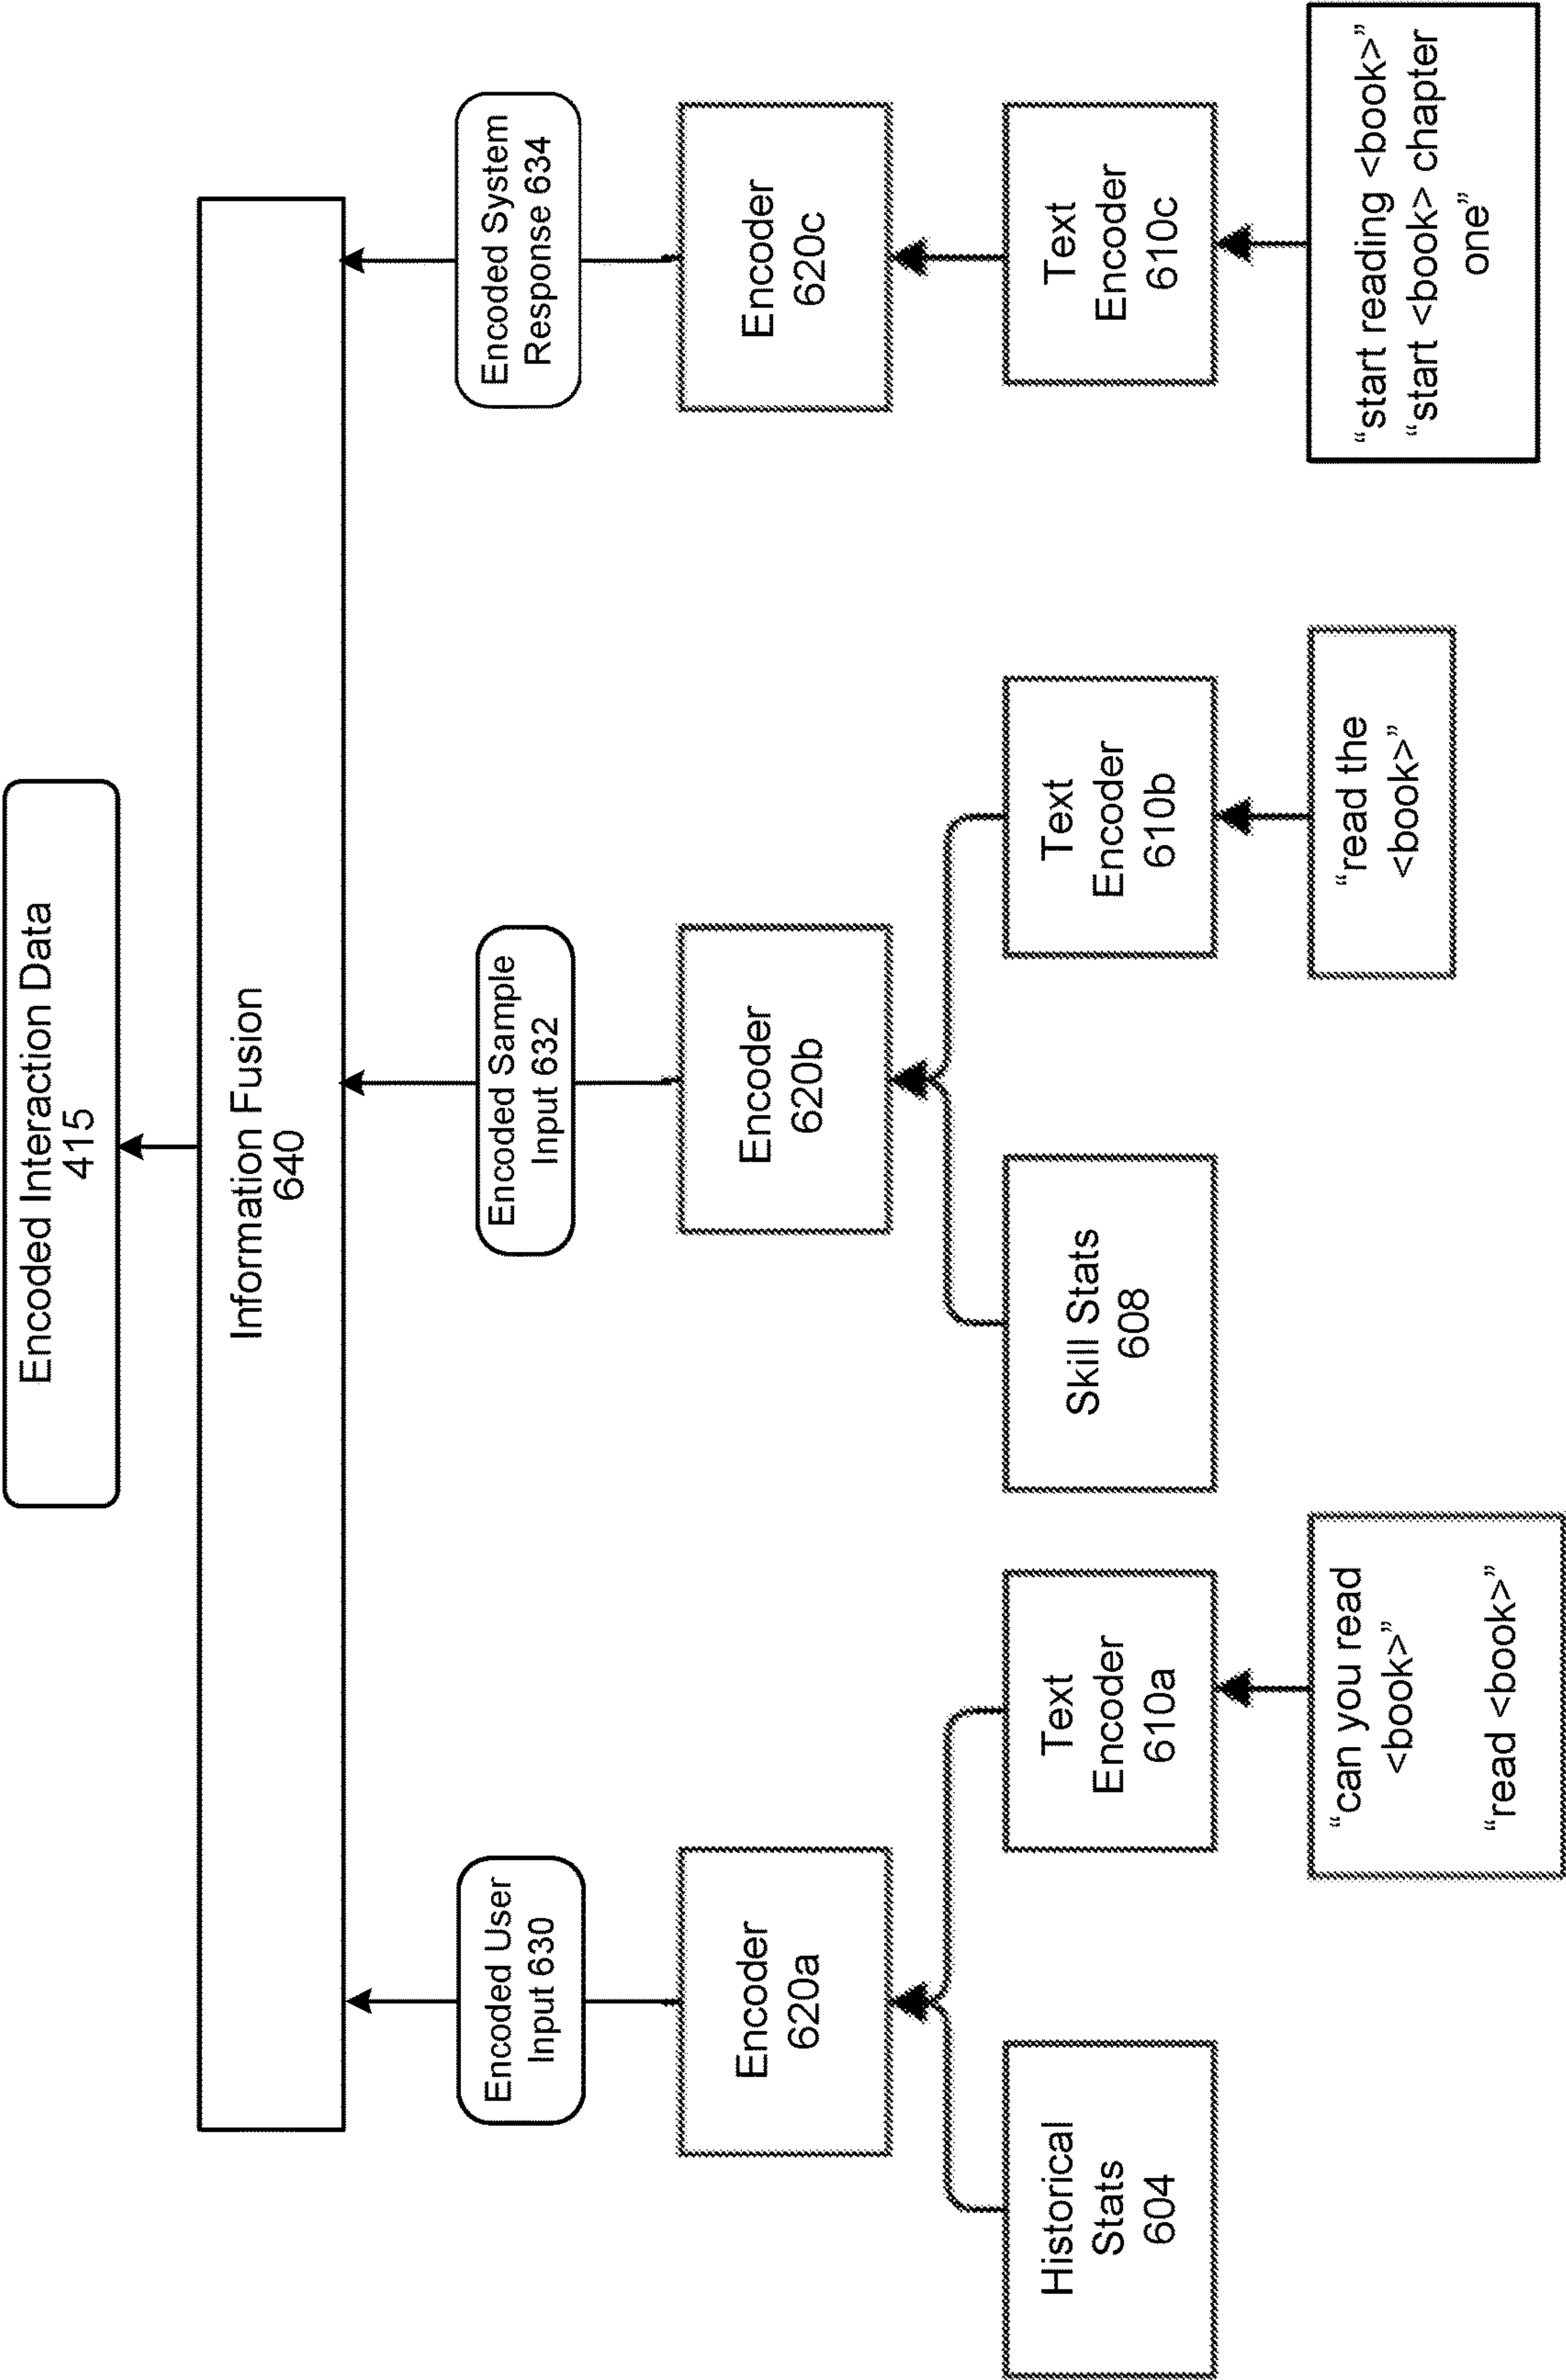 Encoded Interaction Data
415
Information Fusion
640
Encoded User
Input 630
Encoded Sample
Input 632
Encoded System
Response 634
Encoder
620a
Encoder
620b
Encoder
620c
Historical
Stats
604
Text
Encoder
610a
Skill Stats
608
Text
Encoder
610b
Text
Encoder
610c
“can you read
<book>”
“read <book>”
“read the
<book>”
“start reading <book>”
“start <book> chapter
one”